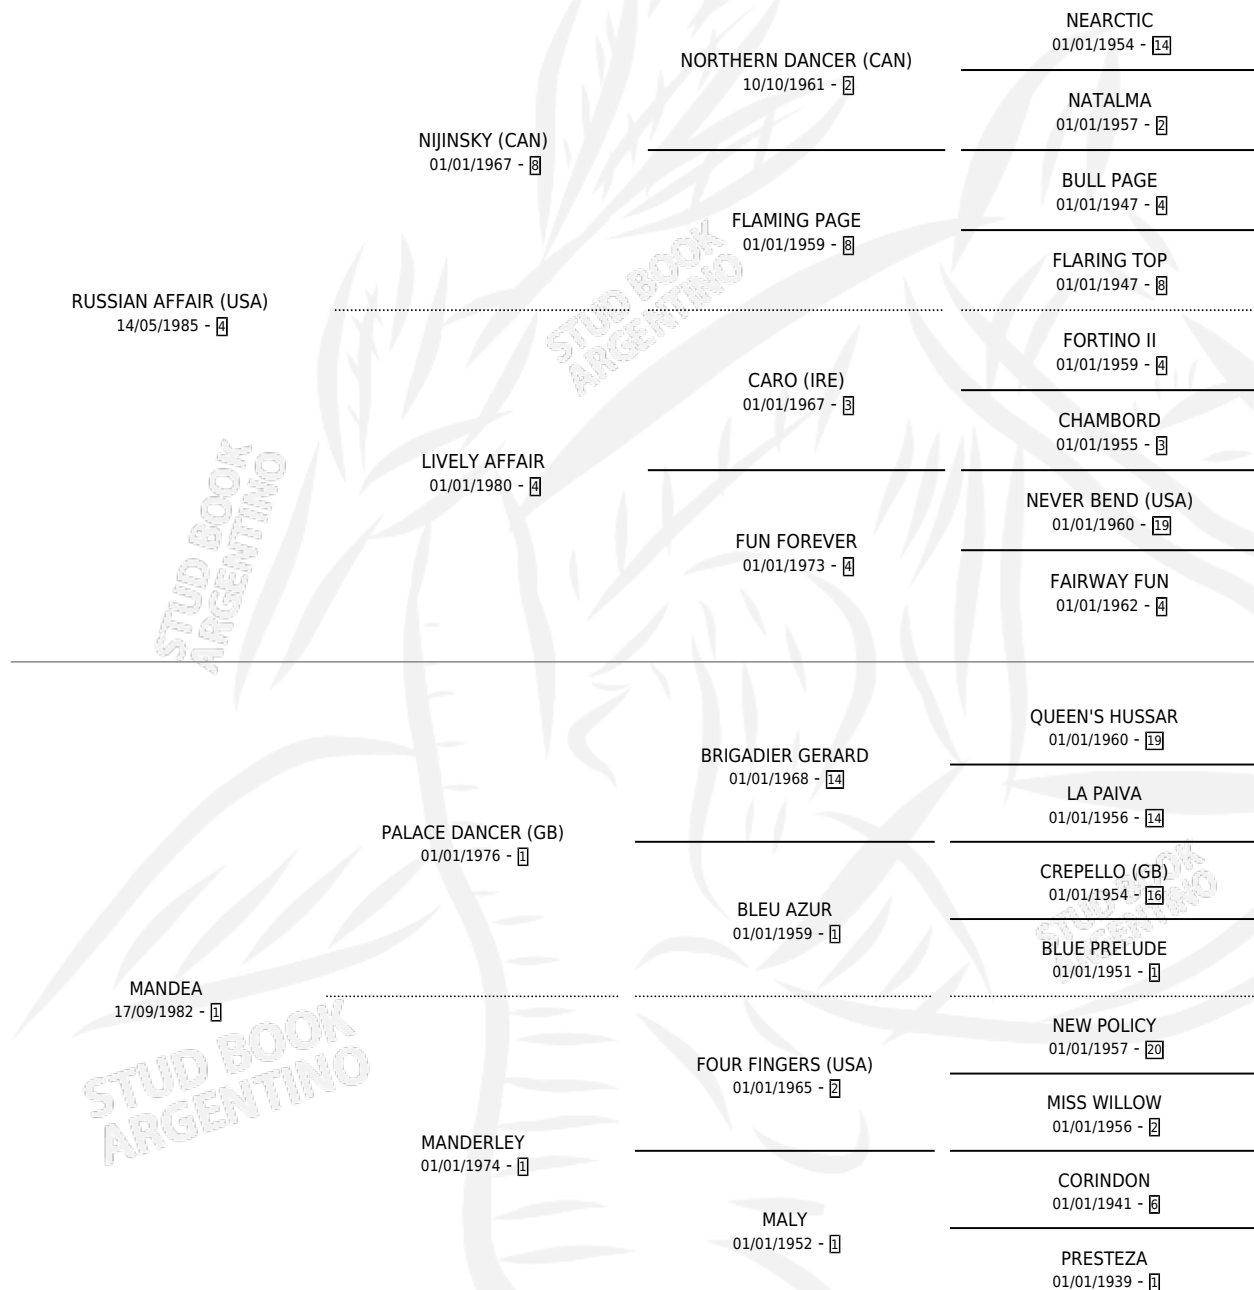 NEARCTIC
01/01/1954 - 14
NORTHERN DANCER (CAN)
10/10/1961 - 2
NATALMA
01/01/1957 - 2
NIJINSKY (CAN)
01/01/1967 - 8
BULL PAGE
01/01/1947 - 4
FLAMING PAGE
01/01/1959 - 8
FLARING TOP
01/01/1947 - 8
RUSSIAN AFFAIR (USA)
14/05/1985 - 4
FORTINO II
01/01/1959 - 4
CARO (IRE)
01/01/1967 - 3
CHAMBORD
01/01/1955 - 3
LIVELY AFFAIR
01/01/1980 - 4
NEVER BEND (USA)
01/01/1960 - 19
FUN FOREVER
01/01/1973 - 4
FAIRWAY FUN
01/01/1962 - 4
STUD BOOK
ARGENTINO
STUD BOOK
ARGENTINO
QUEEN'S HUSSAR
01/01/1960 - 19
BRIGADIER GERARD
01/01/1968 - 14
LA PAIVA
01/01/1956 - 14
PALACE DANCER (GB)
01/01/1976 - 1
CREPELLO (GB)
01/01/1954 - 16
BLEU AZUR
01/01/1959 - 1
BLUE PRELUDE
01/01/1951 - 1
MANDEA
17/09/1982 - 1
NEW POLICY
01/01/1957 - 20
FOUR FINGERS (USA)
01/01/1965 - 2
MISS WILLOW
01/01/1956 - 2
MANDERLEY
01/01/1974 - 1
CORINDON
01/01/1941 - 6
MALY
01/01/1952 - 1
PRESTEZA
01/01/1939 - 1
STUD BOOK
ARGENTINO
STUD BOOK
ARGENTINO